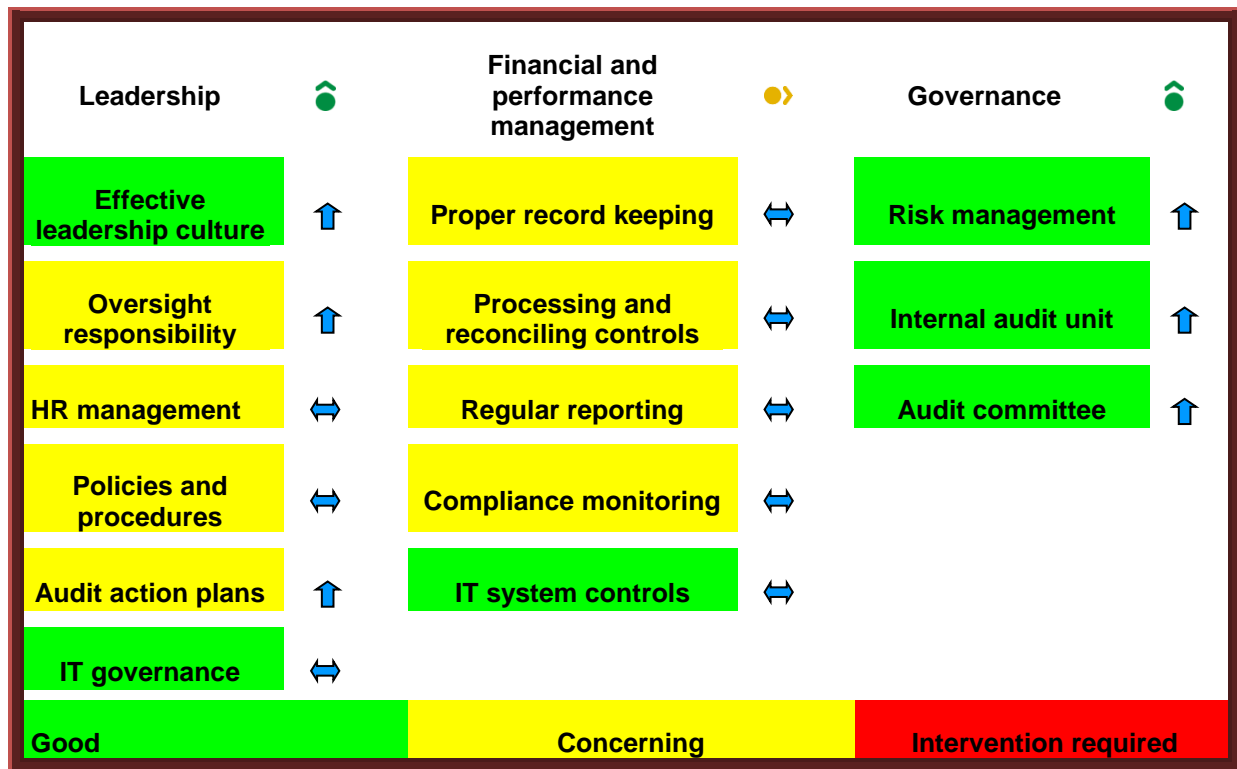 Leadership
Financial and
performance
management
Governance
Effective
leadership culture
Proper record keeping
Risk management
Oversight
responsibility
Processing and
reconciling controls
Internal audit unit
HR management
Regular reporting
Audit committee
Policies and
procedures
Compliance monitoring
Audit action plans
IT system controls
IT governance
Good
Concerning
Intervention required